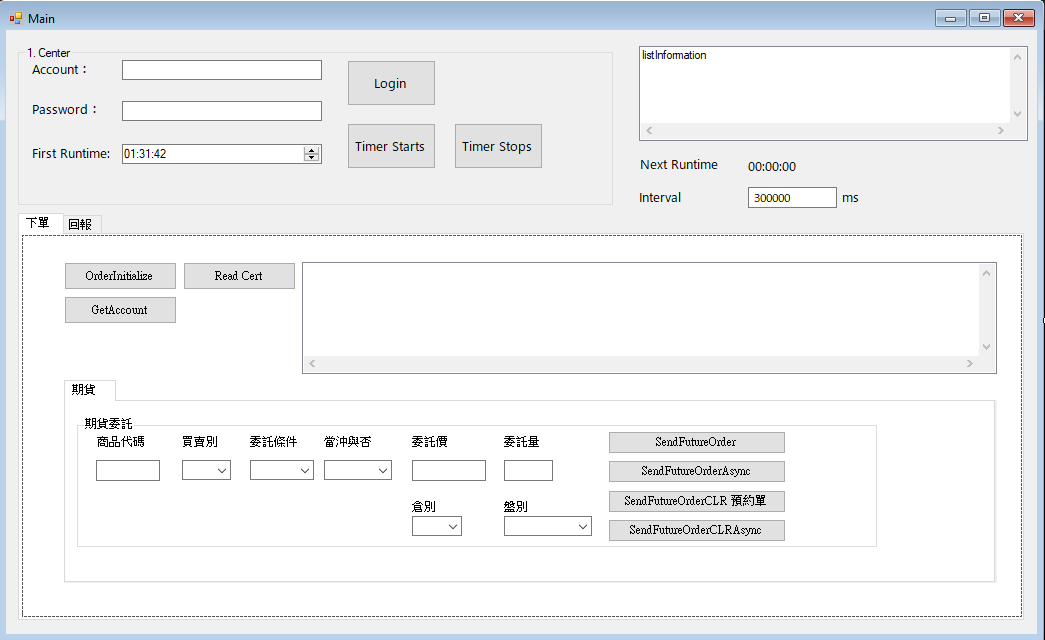 Main
1. Center
Account：
Password：
First Runtime:
01:31:42
Login
Timer Starts
Timer Stops
listInformation
Next Runtime
00:00:00
Interval
300000
ms
下單
回報
OrderInitialize
Read Cert
GetAccount
期貨
期貨委託
商品代碼
買賣別
委託條件
當沖與否
委託價
委託量
倉別
盤別
SendFutureOrder
SendFutureOrderAsync
SendFutureOrderCLR 預約單
SendFutureOrderCLRAsync